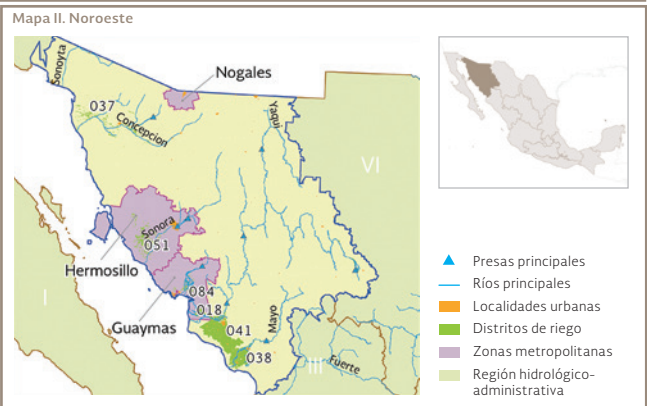 Mapa II. Noroeste
Sonoyta
Nogales
037
Concepcion
Yaqui
VI
Sonora
051
Hermosillo
084
I
018
Guaymas
041
Mayo
038
III
Fuerte
Presas principales
Ríos principales
Localidades urbanas
Distritos de riego
Zonas metropolitanas
Región hidrológico-
administrativa